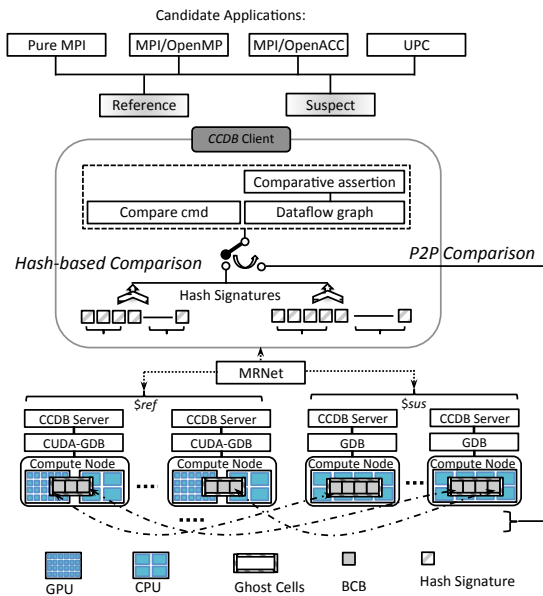 Candidate Applications:
Pure MPI
MPI/OpenMP
MPI/OpenACC
UPC
Reference
Suspect
CCDB Client
Comparative assertion
Compare cmd
Dataflow graph
Hash-based Comparison
P2P Comparison
Hash Signatures
MRNet
$ref
$sus
CCDB Server
CCDB Server
CCDB Server
CCDB Server
CUDA-GDB
CUDA-GDB
GDB
GDB
Compute Node
Compute Node
Compute Node
Compute Node
GPU
CPU
Ghost Cells
BCB
Hash Signature